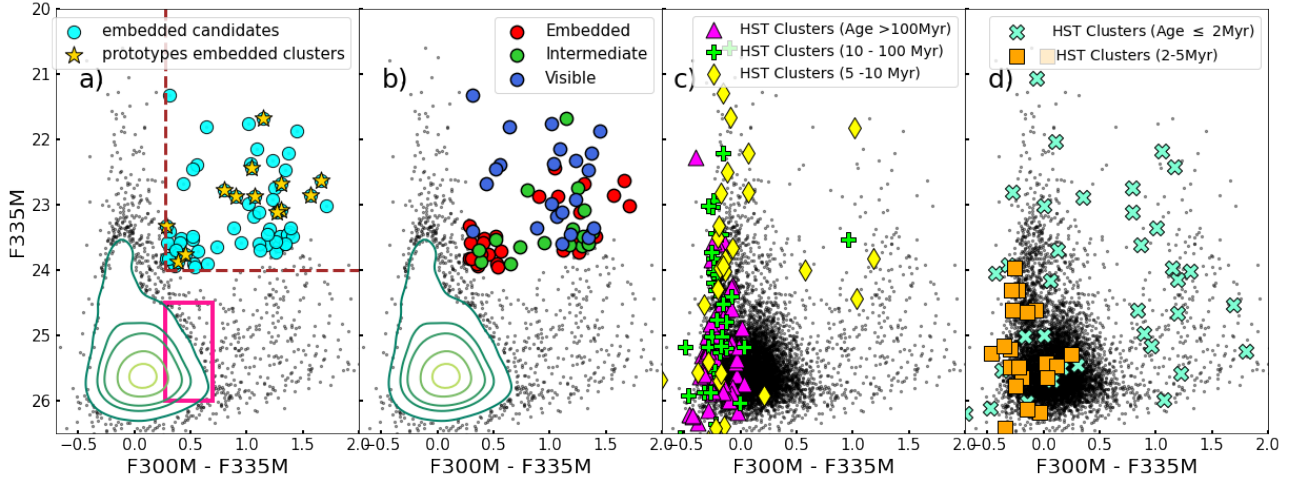 a)
embedded candidates
prototypes embedded clusters
b)
Embedded
Intermediate
Visible
c)
HST Clusters (Age >100Myr)
HST Clusters (10 - 100 Myr)
HST Clusters (5 -10 Myr)
d)
HST Clusters (Age ≤ 2Myr)
HST Clusters (2-5Myr)
F335M
20
21
22
23
24
25
26
−0.5 0.0 0.5 1.0 1.5 2.0
−0.5 0.0 0.5 1.0 1.5 2.0
−0.5 0.0 0.5 1.0 1.5 2.0
−0.5 0.0 0.5 1.0 1.5 2.0
F300M - F335M
F300M - F335M
F300M - F335M
F300M - F335M